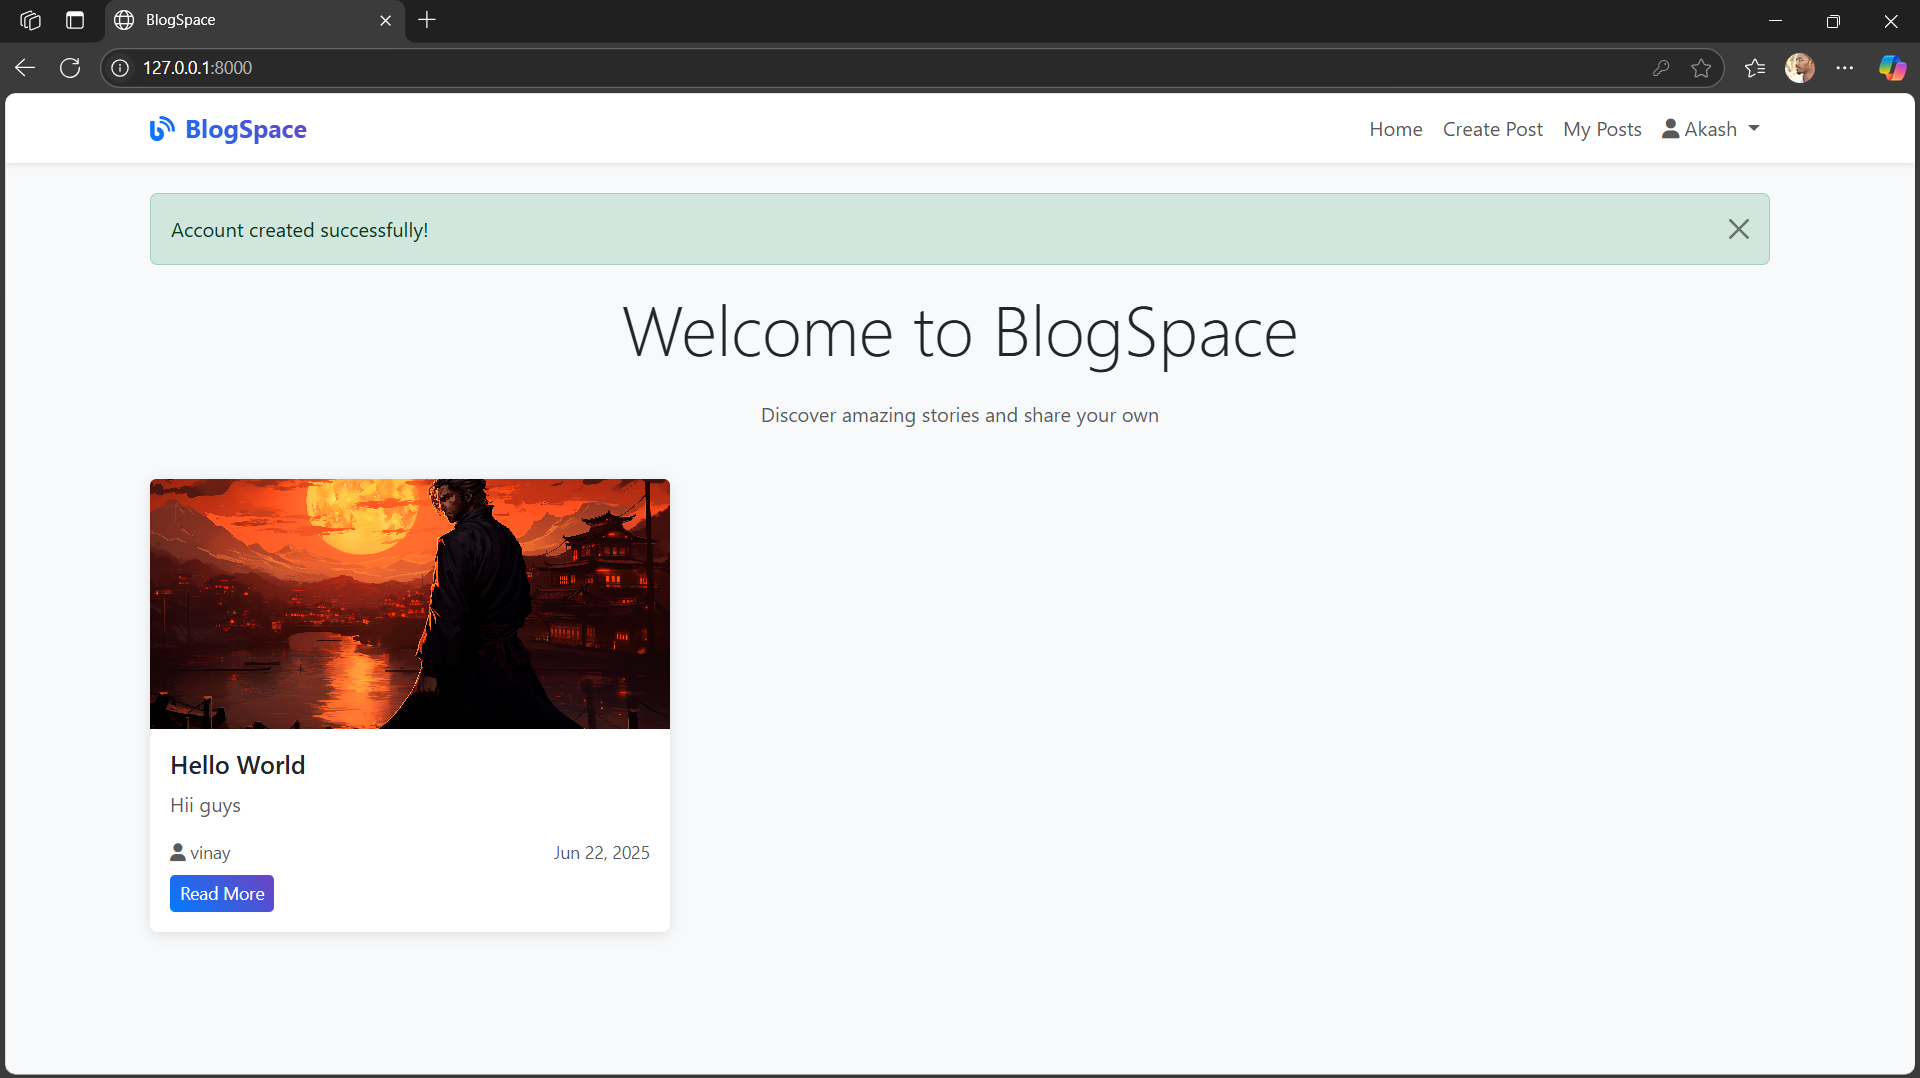 BlogSpace
127.0.0.1:8000
BlogSpace
Home Create Post My Posts Akash
Account created successfully!
Welcome to BlogSpace
Discover amazing stories and share your own
Hello World
Hii guys
vinay Jun 22, 2025
Read More